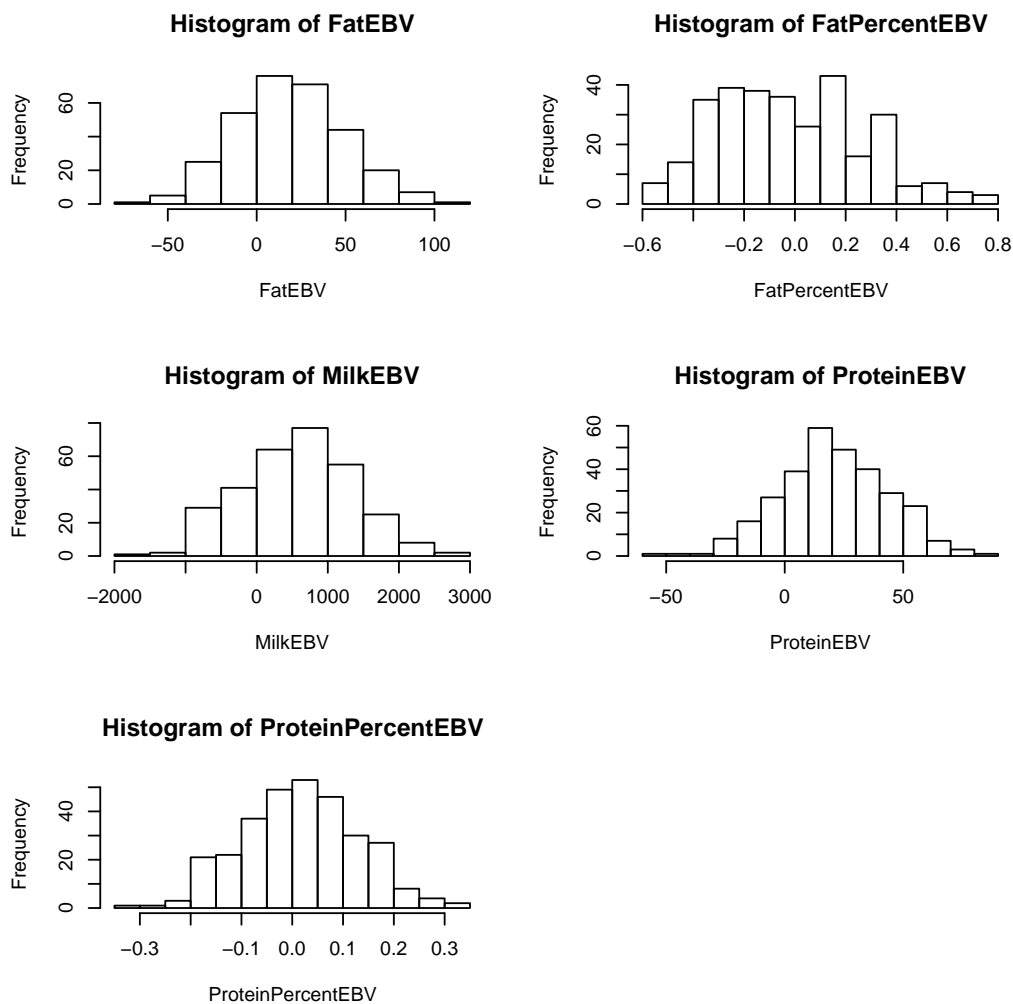 Histogram of FatEBV
Frequency
0 20 60
−50 0 50 100
FatEBV
Histogram of FatPercentEBV
Frequency
0 20 40
−0.6 −0.2 0.0 0.2 0.4 0.6 0.8
FatPercentEBV
Histogram of MilkEBV
Frequency
0 20 60
−2000 0 1000 2000 3000
MilkEBV
Histogram of ProteinEBV
Frequency
0 20 40 60
−50 0 50
ProteinEBV
Histogram of ProteinPercentEBV
Frequency
0 20 40
−0.3 −0.1 0.0 0.1 0.2 0.3
ProteinPercentEBV